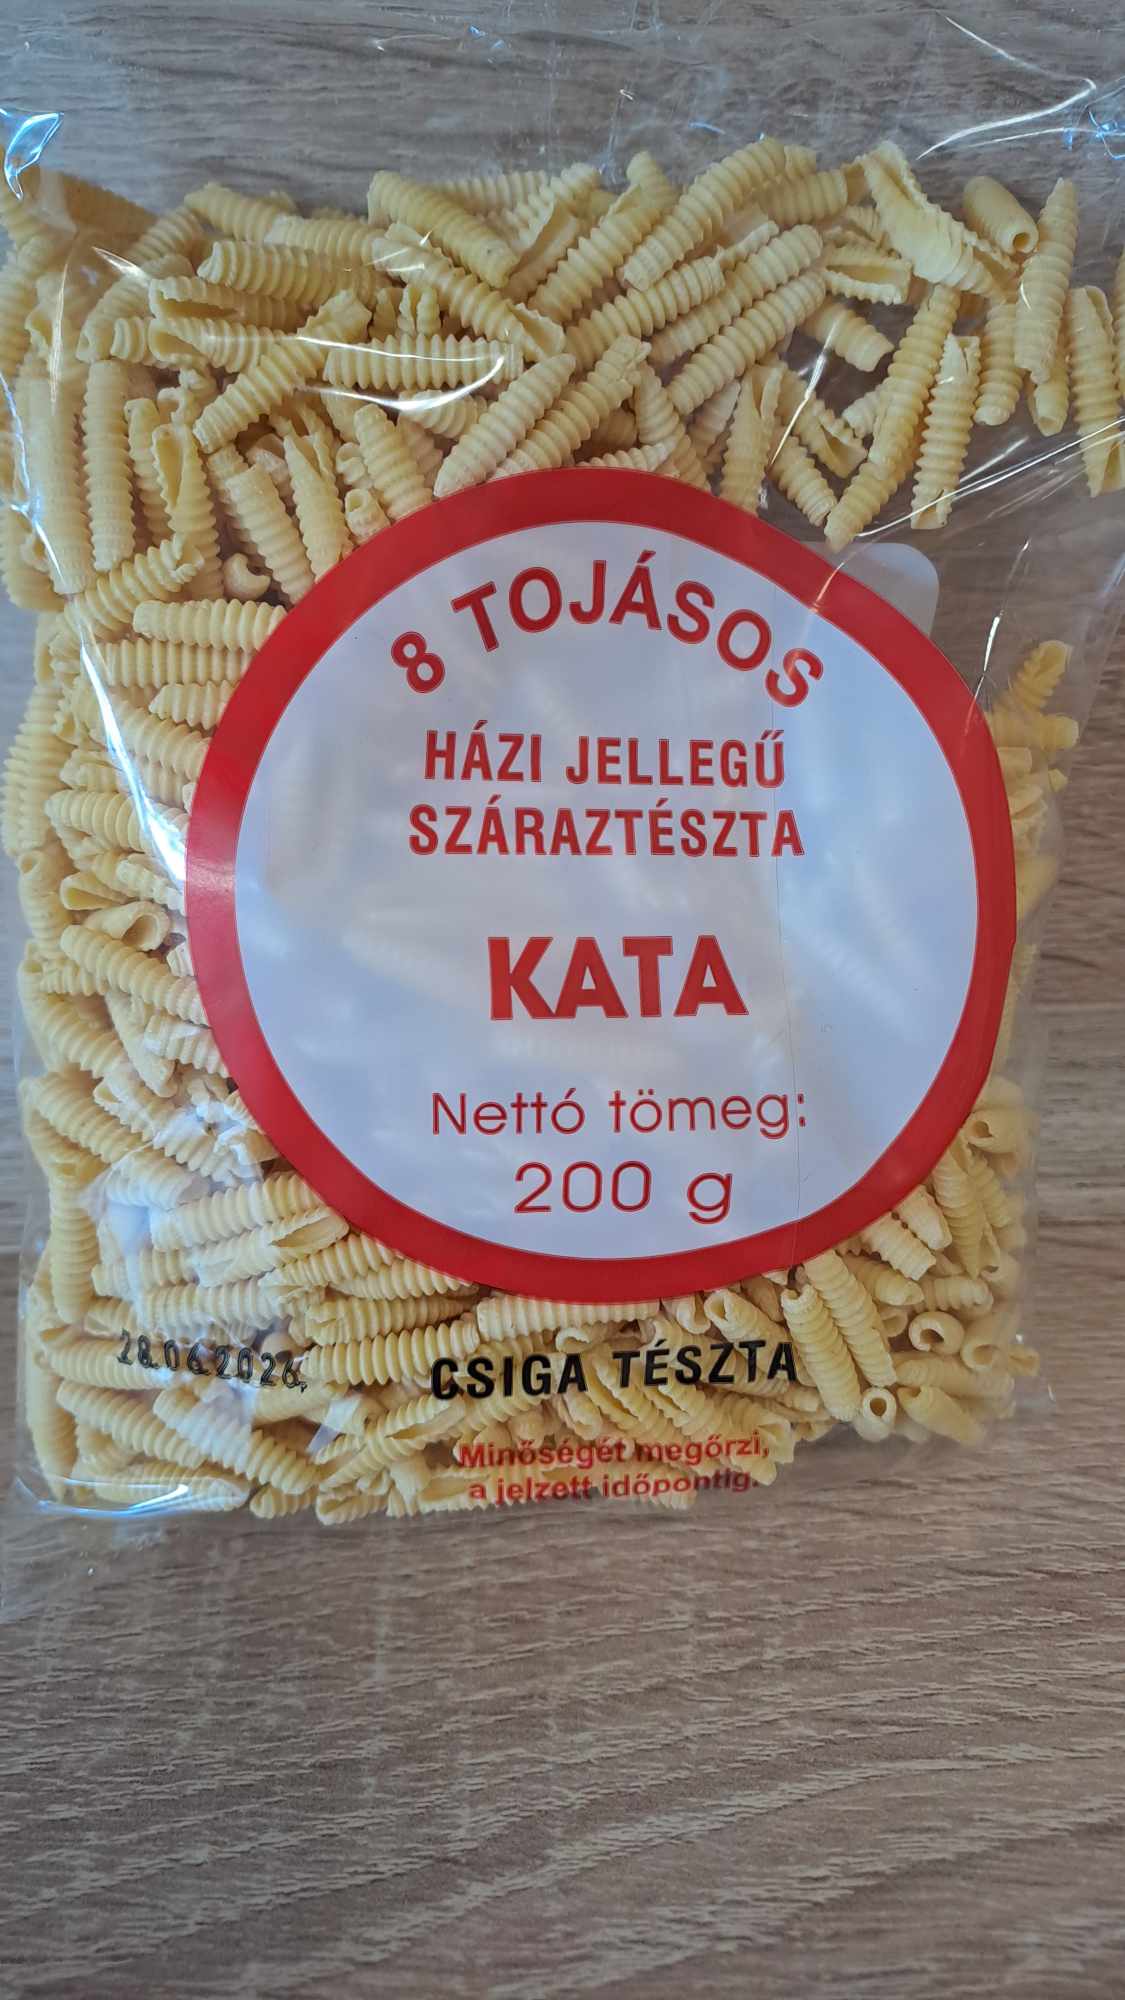 8 TOJÁSOS
HÁZI JELLEGŰ
SZÁRAZTÉSZTA
KATA
Nettó tömeg:
200 g
28.06.2026.
CSIGA TÉSZTA
Minőségét megőrzi,
a jelzett időpontig.